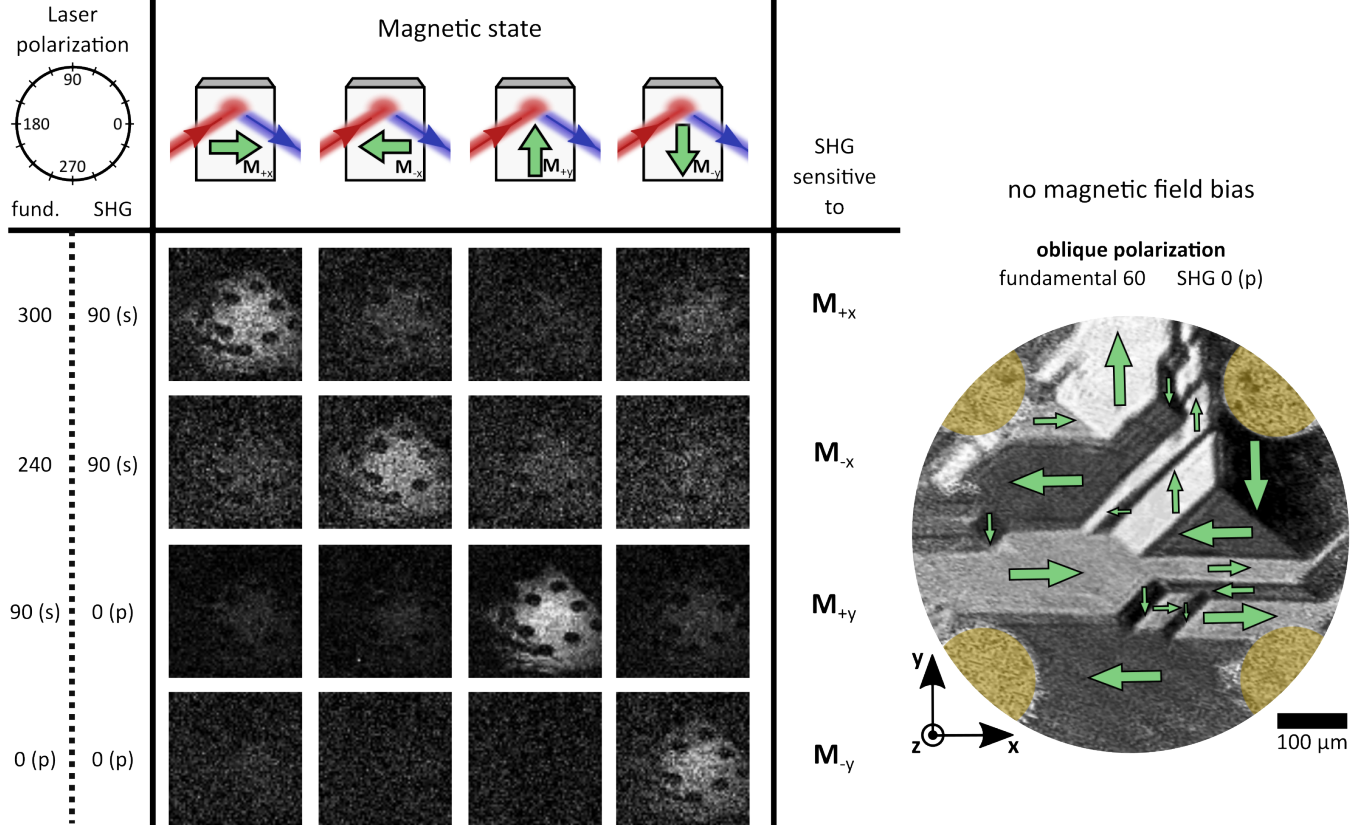 Laser
polarization
90
180 0
270
fund. SHG
Magnetic state
M+x M-x M+y M-y
SHG
sensitive
to
300 90 (s) M+x
240 90 (s) M-x
90 (s) 0 (p) M+y
0 (p) 0 (p) M-y
no magnetic field bias
oblique polarization
fundamental 60 SHG 0 (p)
y
z x
100 µm